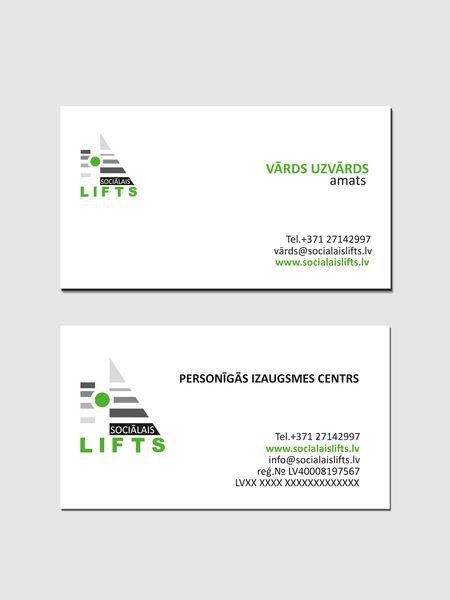 SOCIĀLAIS
LIFTS
VĀRDS UZVĀRDS
amats
Tel.+371 27142997
vārds@socialaislifts.lv
www.socialaislifts.lv
PERSONĪGĀS IZAUGSMES CENTRS
SOCIĀLAIS
LIFTS
Tel.+371 27142997
www.socialaislifts.lv
info@socialaislifts.lv
reģ.№ LV40008197567
LVXX XXXX XXXXXXXXXXXXX